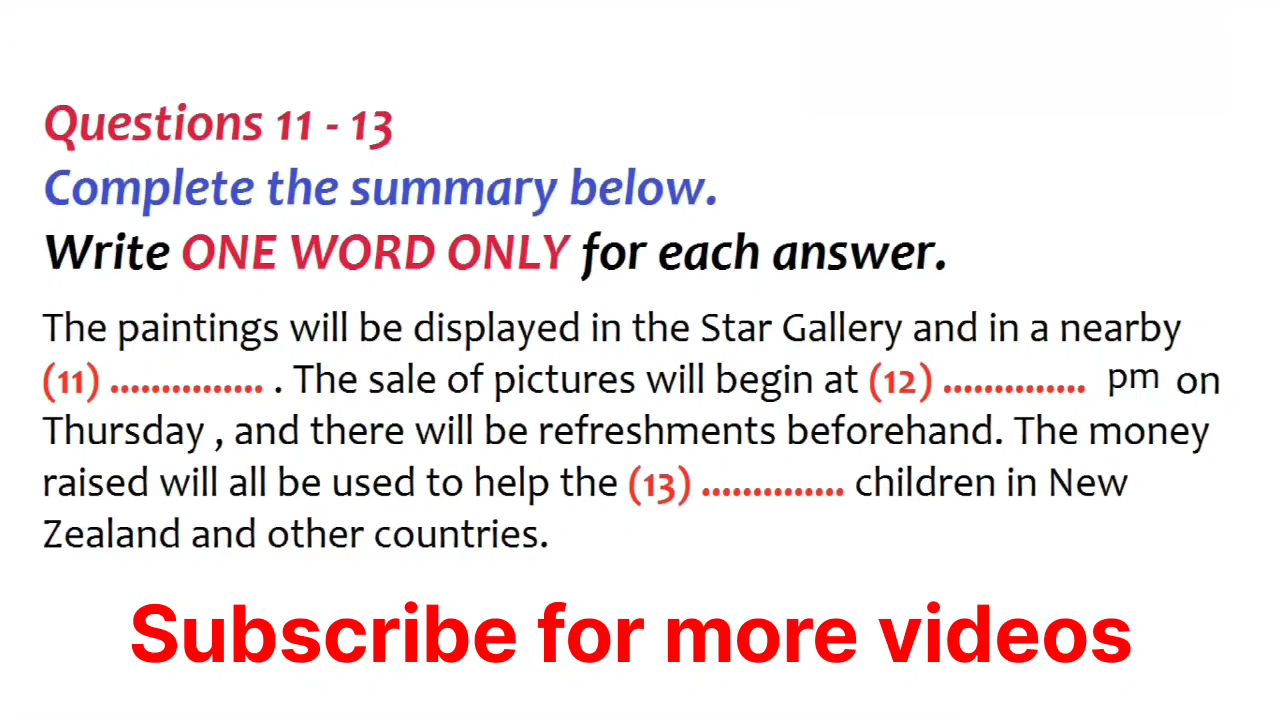 Questions 11 - 13
Complete the summary below.
Write ONE WORD ONLY for each answer.
The paintings will be displayed in the Star Gallery and in a nearby
(11) ............... . The sale of pictures will begin at (12) .............. pm on
Thursday , and there will be refreshments beforehand. The money
raised will all be used to help the (13) .............. children in New
Zealand and other countries.
Subscribe for more videos